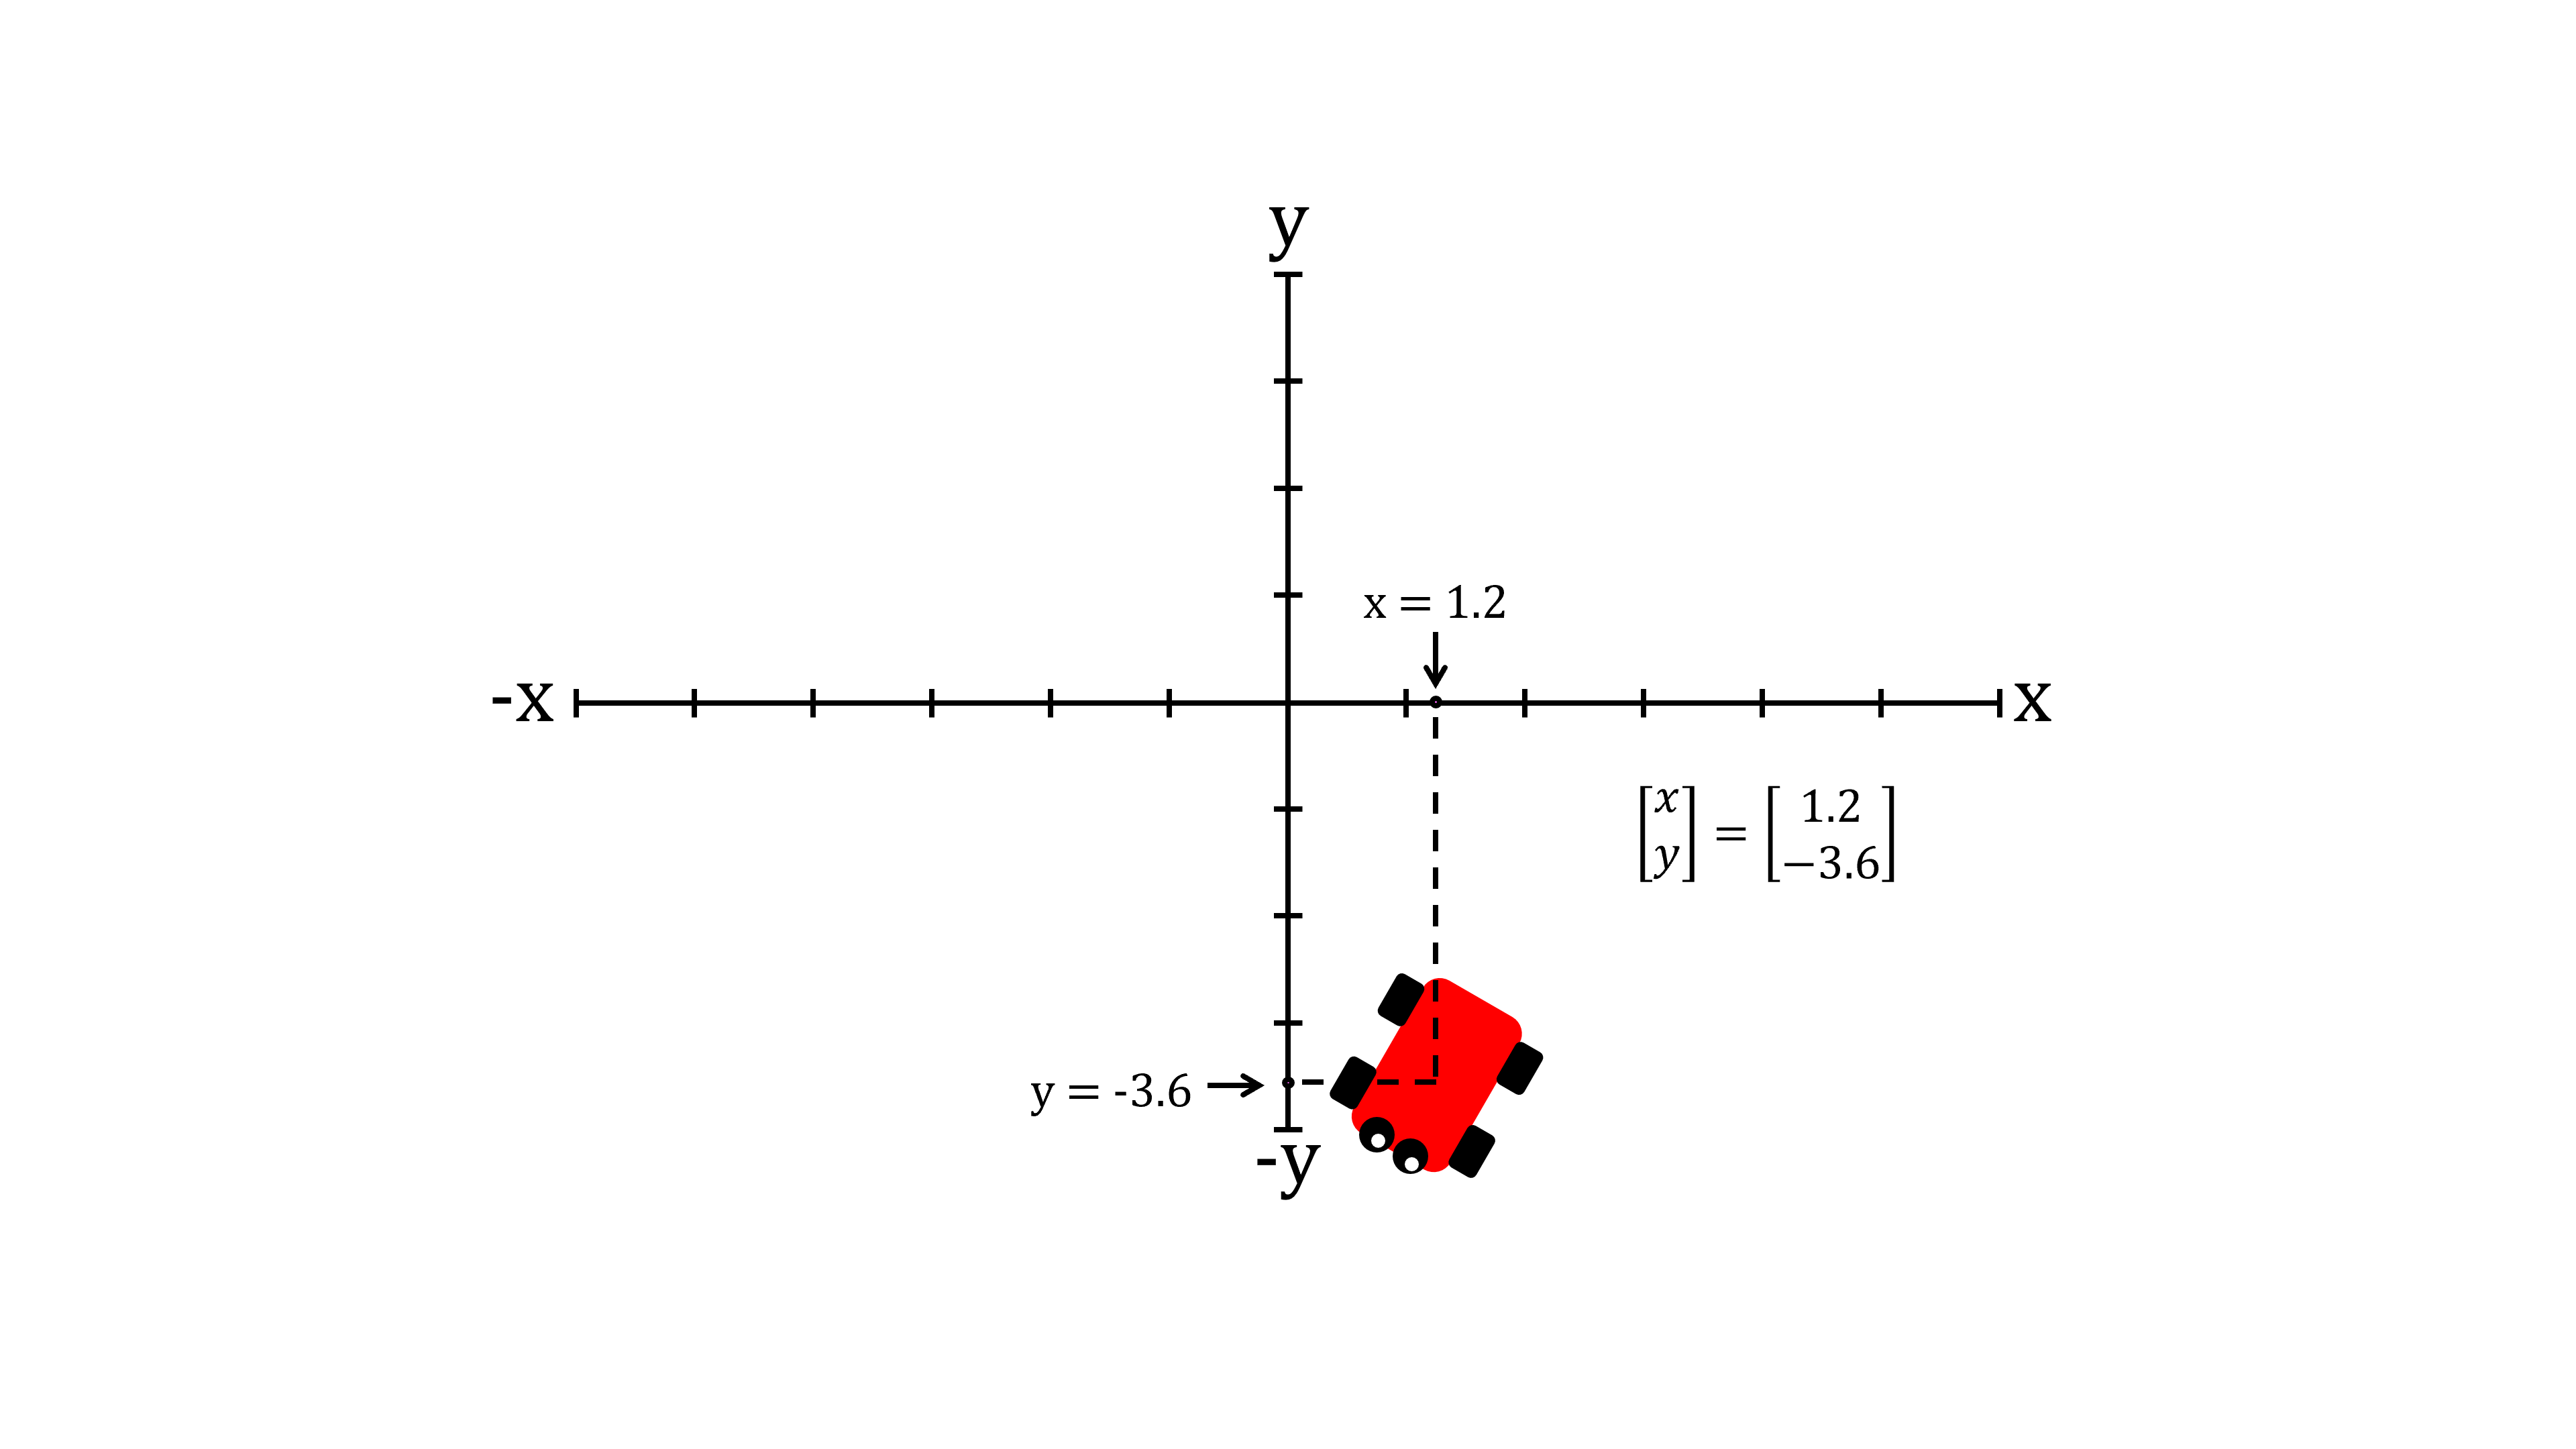 y
x = 1.2
-x
x
[x y] = [1.2 −3.6]
y = -3.6
-y